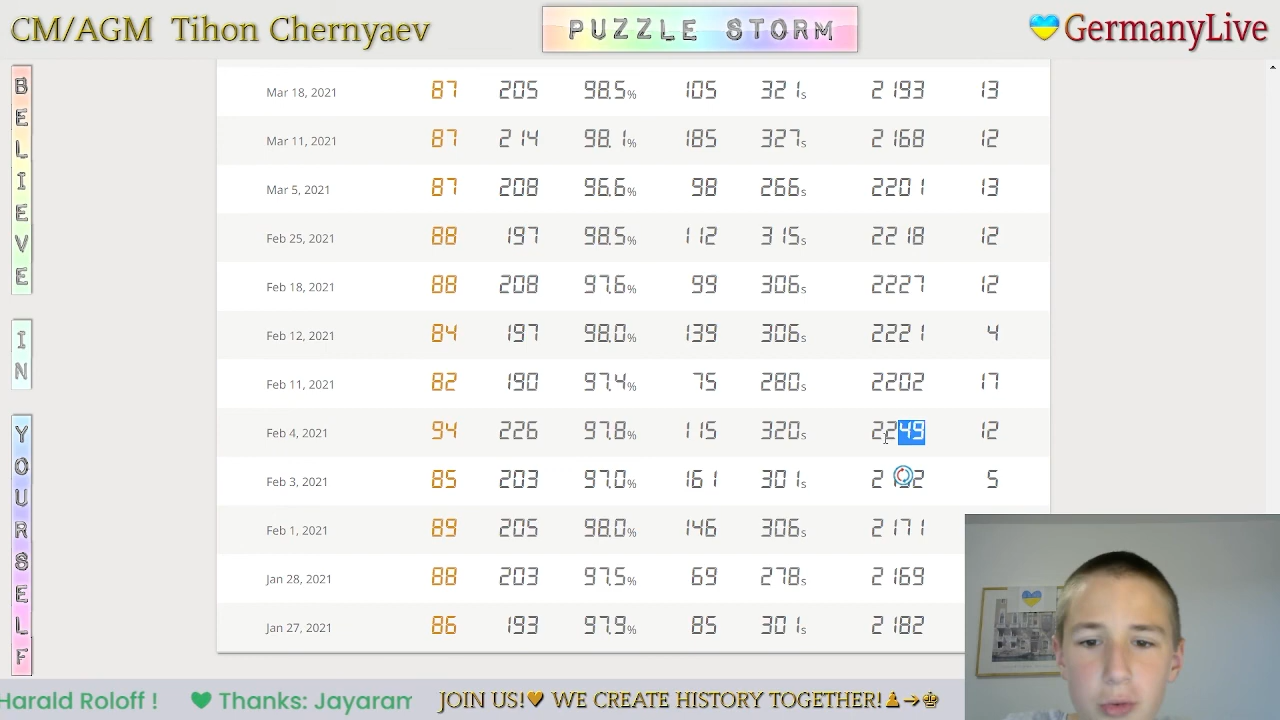 CM/AGM Tihon Chernyaev
PUZZLE STORM
GermanyLive
BELIEVE
IN
YOURSELF
Mar 18, 2021 87 205 98.5% 105 321s 2193 13
Mar 11, 2021 87 214 98.1% 185 327s 2168 12
Mar 5, 2021 87 208 96.6% 98 266s 2201 13
Feb 25, 2021 88 197 98.5% 112 315s 2218 12
Feb 18, 2021 88 208 97.6% 99 306s 2227 12
Feb 12, 2021 84 197 98.0% 139 306s 2221 4
Feb 11, 2021 82 190 97.4% 75 280s 2202 17
Feb 4, 2021 94 226 97.8% 115 320s 2249 12
Feb 3, 2021 85 203 97.0% 161 301s 5
Feb 1, 2021 89 205 98.0% 146 306s 2171
Jan 28, 2021 88 203 97.5% 69 278s 2169
Jan 27, 2021 86 193 97.9% 85 301s 2182
Harald Roloff ! Thanks: Jayaram JOIN US! WE CREATE HISTORY TOGETHER!